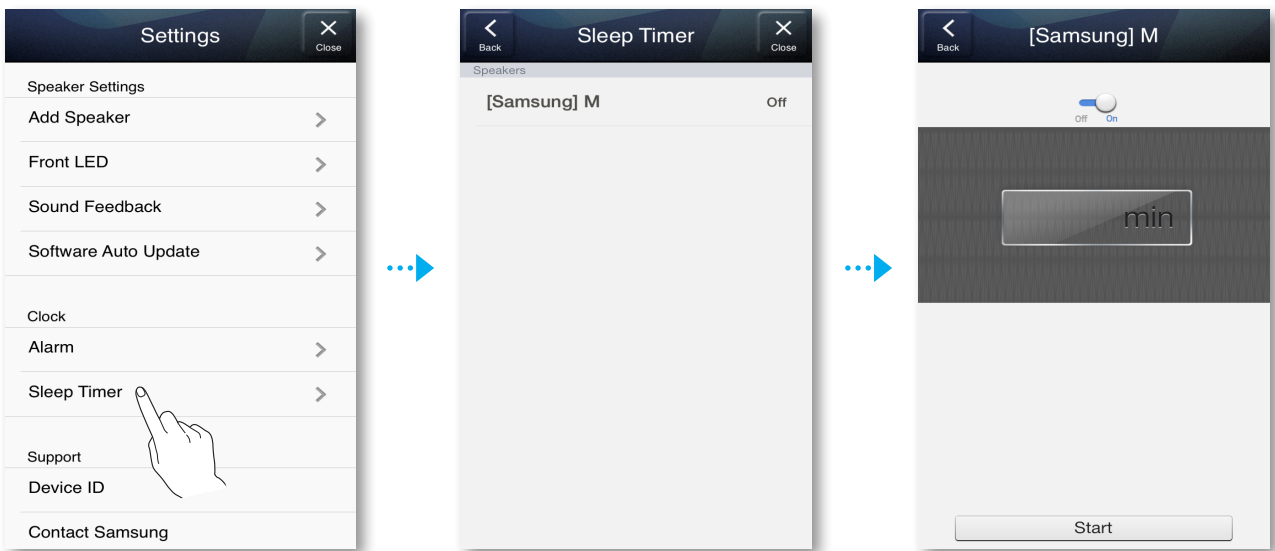 Settings
Close
Speaker Settings
Add Speaker
Front LED
Sound Feedback
Software Auto Update
Clock
Alarm
Sleep Timer
Support
Device ID
Contact Samsung
Back
Sleep Timer
Close
Speakers
[Samsung] M Off
Back
[Samsung] M
Close
Off On
min
Start